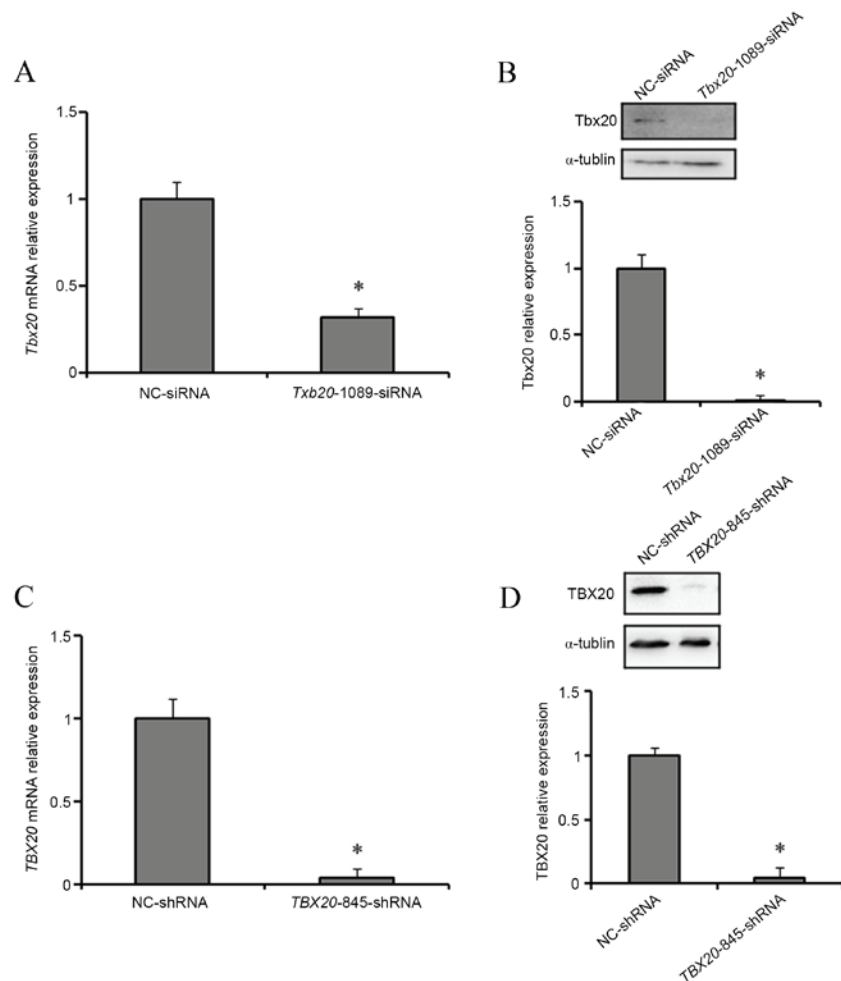 A
Tbx20 mRNA relative expression
1.5
1
0.5
0
*
NC-siRNA
Txb20-1089-siRNA
B
NC-siRNA
Tbx20-1089-siRNA
Tbx20
α-tublin
Tbx20 relative expression
1.5
1
0.5
0
*
NC-siRNA
Tbx20-1089-siRNA
C
TBX20 mRNA relative expression
1.5
1
0.5
0
*
NC-shRNA
TBX20-845-shRNA
D
NC-shRNA
TBX20-845-shRNA
TBX20
α-tublin
TBX20 relative expression
1.5
1
0.5
0
*
NC-shRNA
TBX20-845-shRNA